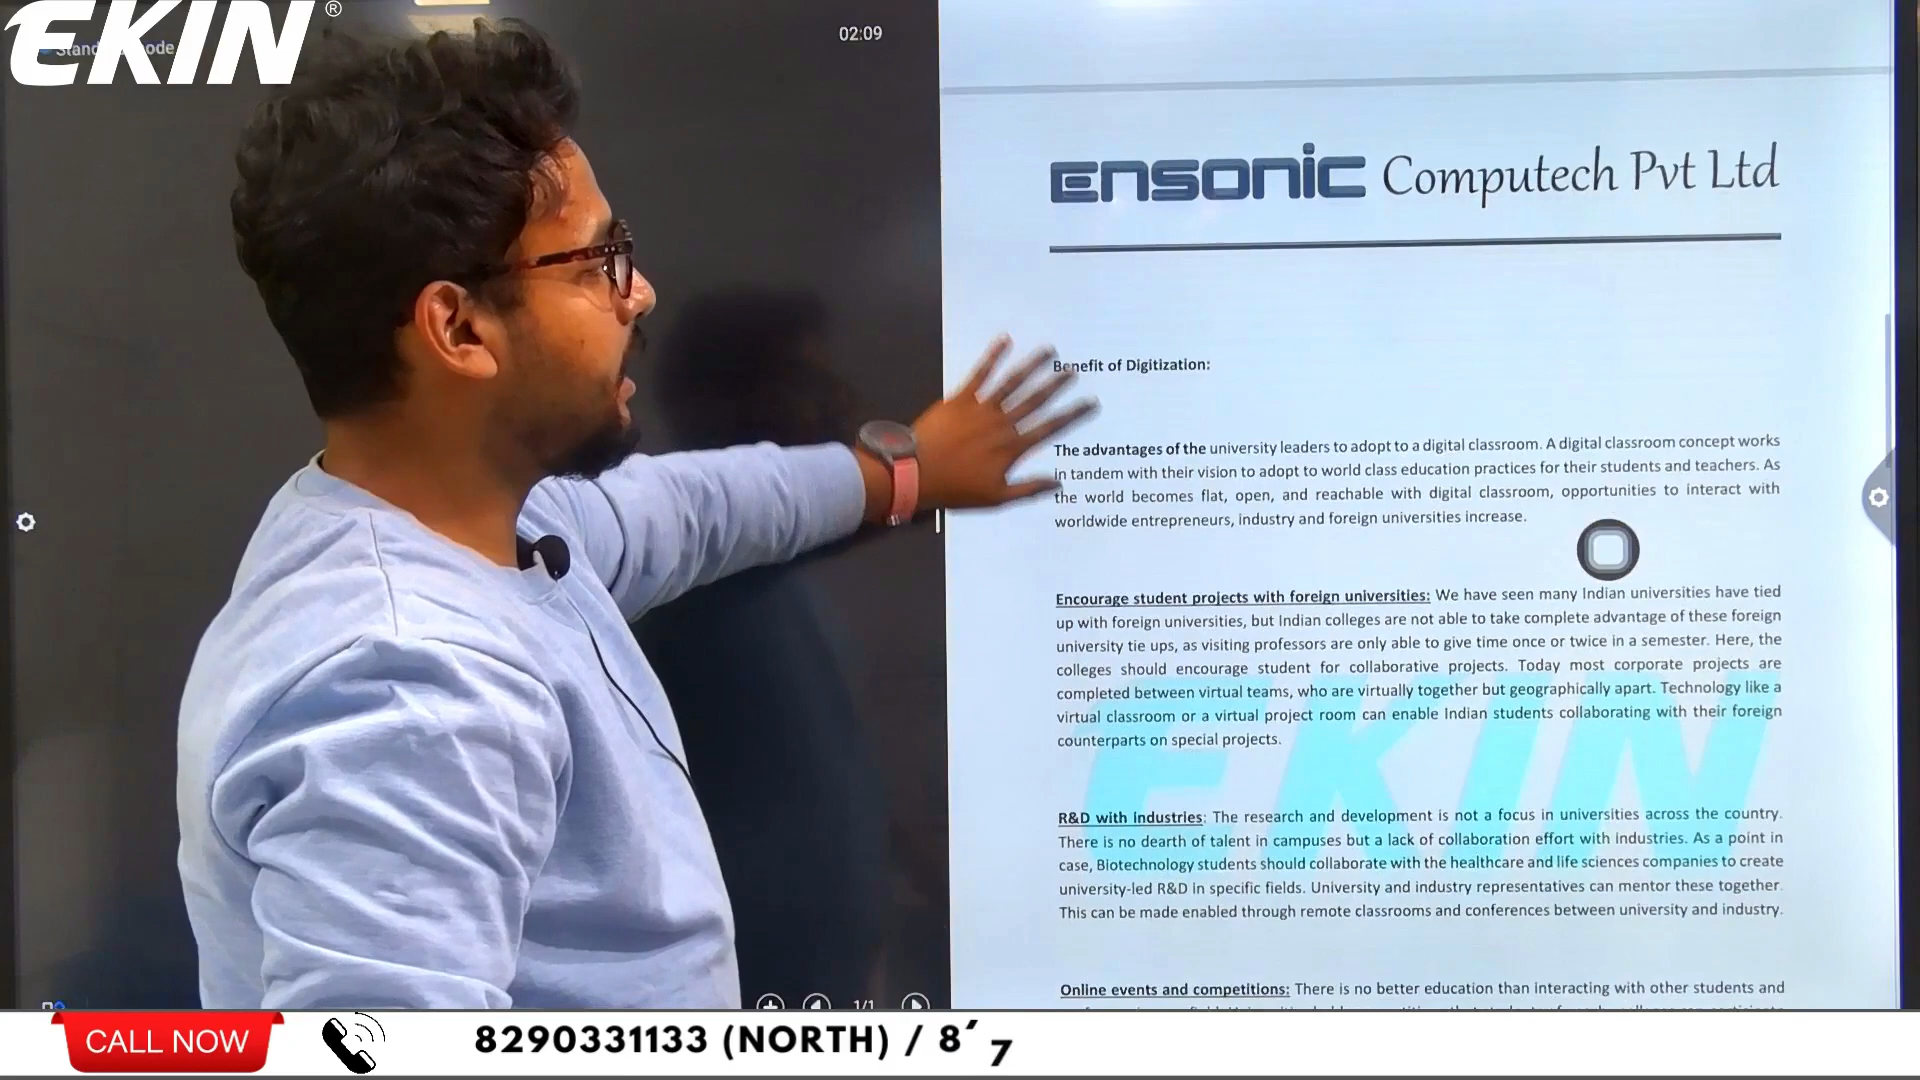 EKIN®
02:09
ensonic Computech Pvt Ltd
Benefit of Digitization:
The advantages of the university leaders to adopt to a digital classroom. A digital classroom concept works
in tandem with their vision to adopt to world class education practices for their students and teachers. As
the world becomes flat, open, and reachable with digital classroom, opportunities to interact with
worldwide entrepreneurs, industry and foreign universities increase.
Encourage student projects with foreign universities: We have seen many Indian universities have tied
up with foreign universities, but Indian colleges are not able to take complete advantage of these foreign
university tie ups, as visiting professors are only able to give time once or twice in a semester. Here, the
colleges should encourage student for collaborative projects. Today most corporate projects are
completed between virtual teams, who are virtually together but geographically apart. Technology like a
virtual classroom or a virtual project room can enable Indian students collaborating with their foreign
counterparts on special projects.
EKIN
R&D with industries: The research and development is not a focus in universities across the country.
There is no dearth of talent in campuses but a lack of collaboration effort with industries. As a point in
case, Biotechnology students should collaborate with the healthcare and life sciences companies to create
university-led R&D in specific fields. University and industry representatives can mentor these together.
This can be made enabled through remote classrooms and conferences between university and industry.
Online events and competitions: There is no better education than interacting with other students and
1/1
CALL NOW
8290331133 (NORTH) / 8 7